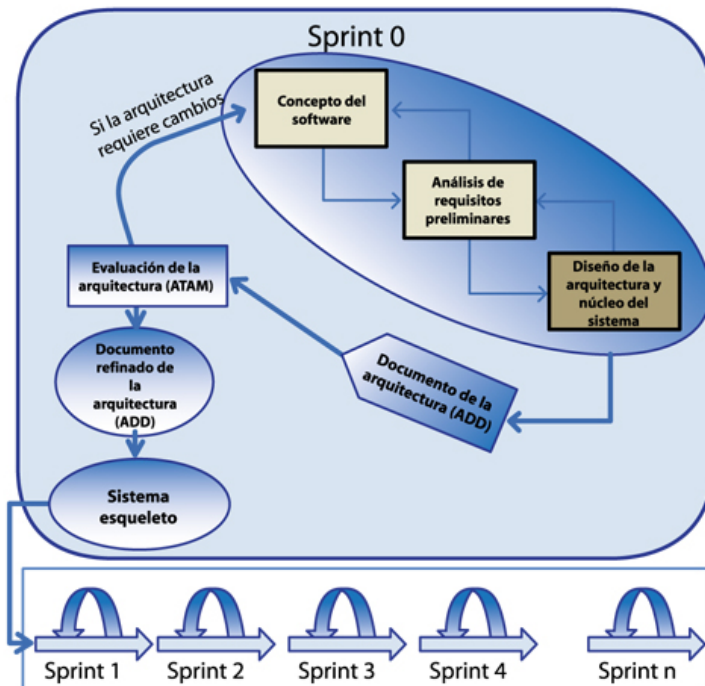 Sprint 0
Si la arquitectura
requiere cambios
Concepto del
software
Análisis de
requisitos
preliminares
Diseño de la
arquitectura y
núcleo del
sistema
Evaluación de la
arquitectura (ATAM)
Documento de la
arquitectura (ADD)
Documento
refinado de
la
arquitectura
(ADD)
Sistema
esqueleto
Sprint 1
Sprint 2
Sprint 3
Sprint 4
Sprint n